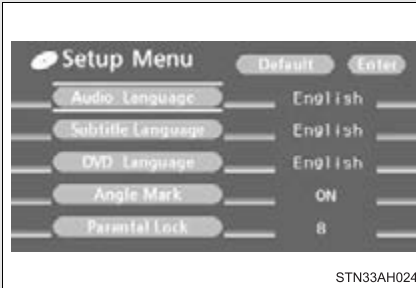 Setup Menu Default Enter
Audio Language English
Subtitle Language English
DVD Language English
Angle Mark ON
Parental Lock 8
STN33AH024